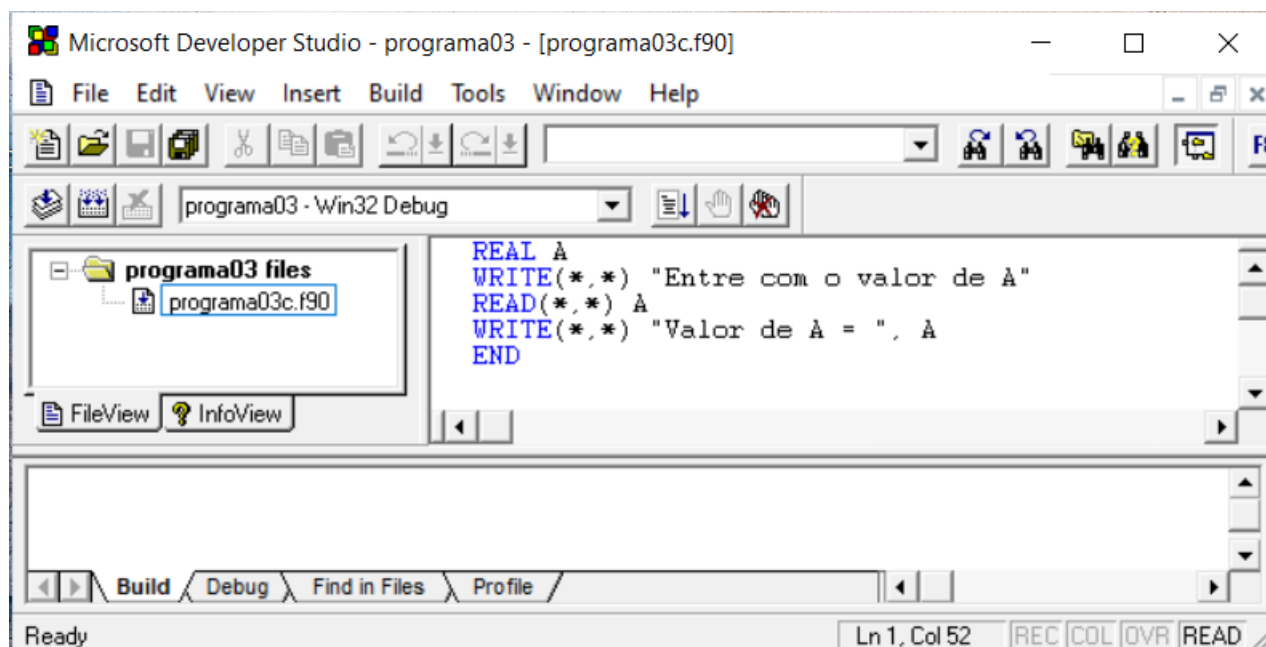 Microsoft Developer Studio - programa03 - [programa03c.f90]
File Edit View Insert Build Tools Window Help
programa03 - Win32 Debug
programa03 files
programa03c.f90
FileView InfoView
REAL A
WRITE(*,*) "Entre com o valor de A"
READ(*,*) A
WRITE(*,*) "Valor de A = ", A
END
Build Debug Find in Files Profile
Ready Ln 1, Col 52 REC COL OVR READ